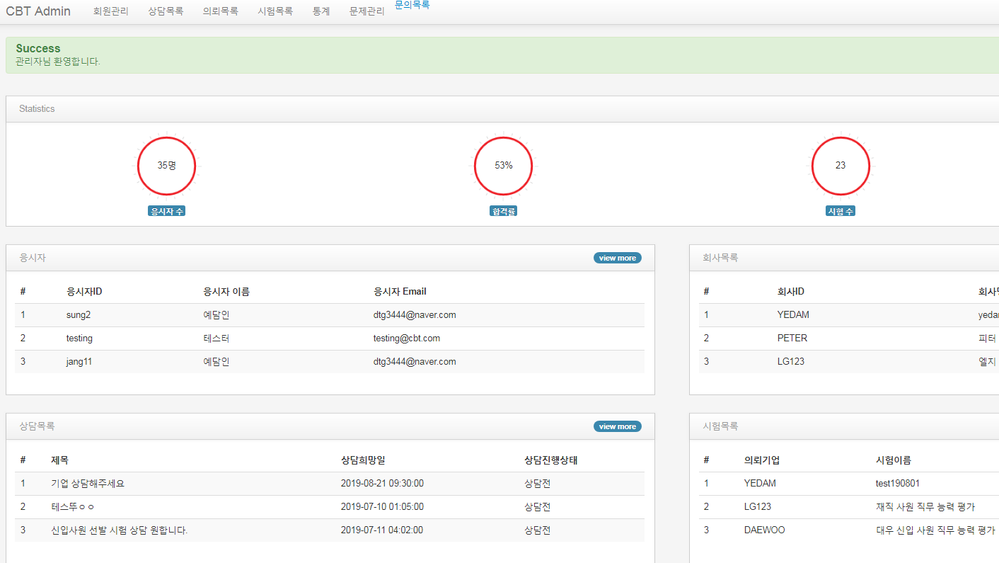 CBT Admin 회원관리 상담목록 의뢰목록 시험목록 통계 문제관리 문의목록
Success
관리자님 환영합니다.
Statistics
35명 53% 23
응시자 수 합격률 시험 수
응시자 view more
# 응시자ID 응시자 이름 응시자 Email
1 sung2 예담인 dtg3444@naver.com
2 testing 테스터 testing@cbt.com
3 jang11 예담인 dtg3444@naver.com
회사목록
# 회사ID
1 YEDAM
2 PETER 피터
3 LG123 엘지
상담목록 view more
# 제목 상담희망일 상담진행상태
1 기업 상담해주세요 2019-08-21 09:30:00 상담전
2 테스뚜ㅇㅇ 2019-07-10 01:05:00 상담전
3 신입사원 선발 시험 상담 원합니다. 2019-07-11 04:02:00 상담전
시험목록
# 의뢰기업 시험이름
1 YEDAM test190801
2 LG123 재직 사원 직무 능력 평가
3 DAEWOO 대우 신입 사원 직무 능력 평가